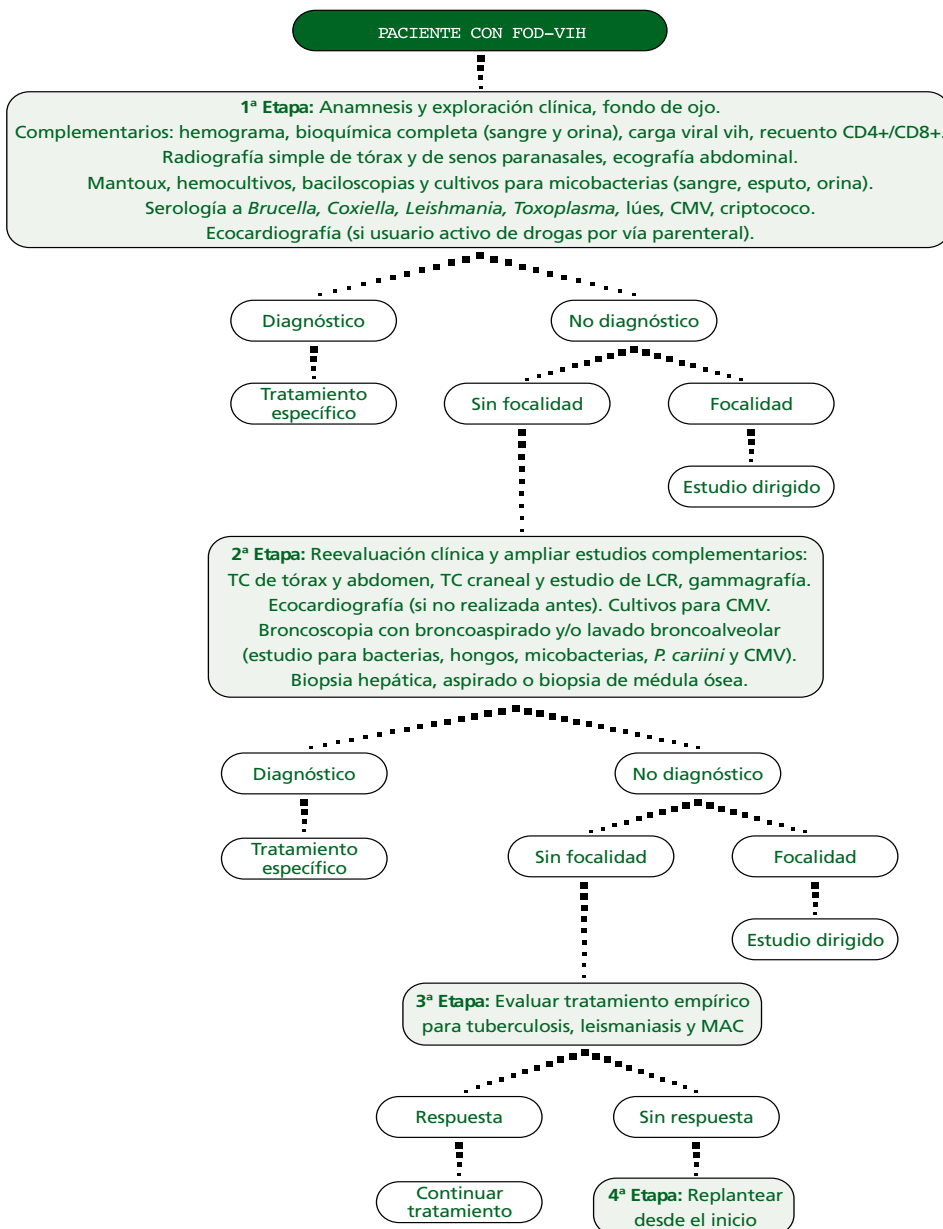 PACIENTE CON FOD-VIH
1ª Etapa: Anamnesis y exploración clínica, fondo de ojo.
Complementarios: hemograma, bioquímica completa (sangre y orina), carga viral vih, recuento CD4+/CD8+.
Radiografía simple de tórax y de senos paranasales, ecografía abdominal.
Mantoux, hemocultivos, baciloscopias y cultivos para micobacterias (sangre, esputo, orina).
Serología a Brucella, Coxiella, Leishmania, Toxoplasma, lúes, CMV, criptococo.
Ecocardiografía (si usuario activo de drogas por vía parenteral).
Diagnóstico
No diagnóstico
Tratamiento
específico
Sin focalidad
Focalidad
Estudio dirigido
2ª Etapa: Reevaluación clínica y ampliar estudios complementarios:
TC de tórax y abdomen, TC craneal y estudio de LCR, gammagrafía.
Ecocardiografía (si no realizada antes). Cultivos para CMV.
Broncoscopia con broncoaspirado y/o lavado broncoalveolar
(estudio para bacterias, hongos, micobacterias, P. cariini y CMV).
Biopsia hepática, aspirado o biopsia de médula ósea.
Diagnóstico
No diagnóstico
Tratamiento
específico
Sin focalidad
Focalidad
Estudio dirigido
3ª Etapa: Evaluar tratamiento empírico
para tuberculosis, leismaniasis y MAC
Respuesta
Sin respuesta
Continuar
tratamiento
4ª Etapa: Replantear
desde el inicio